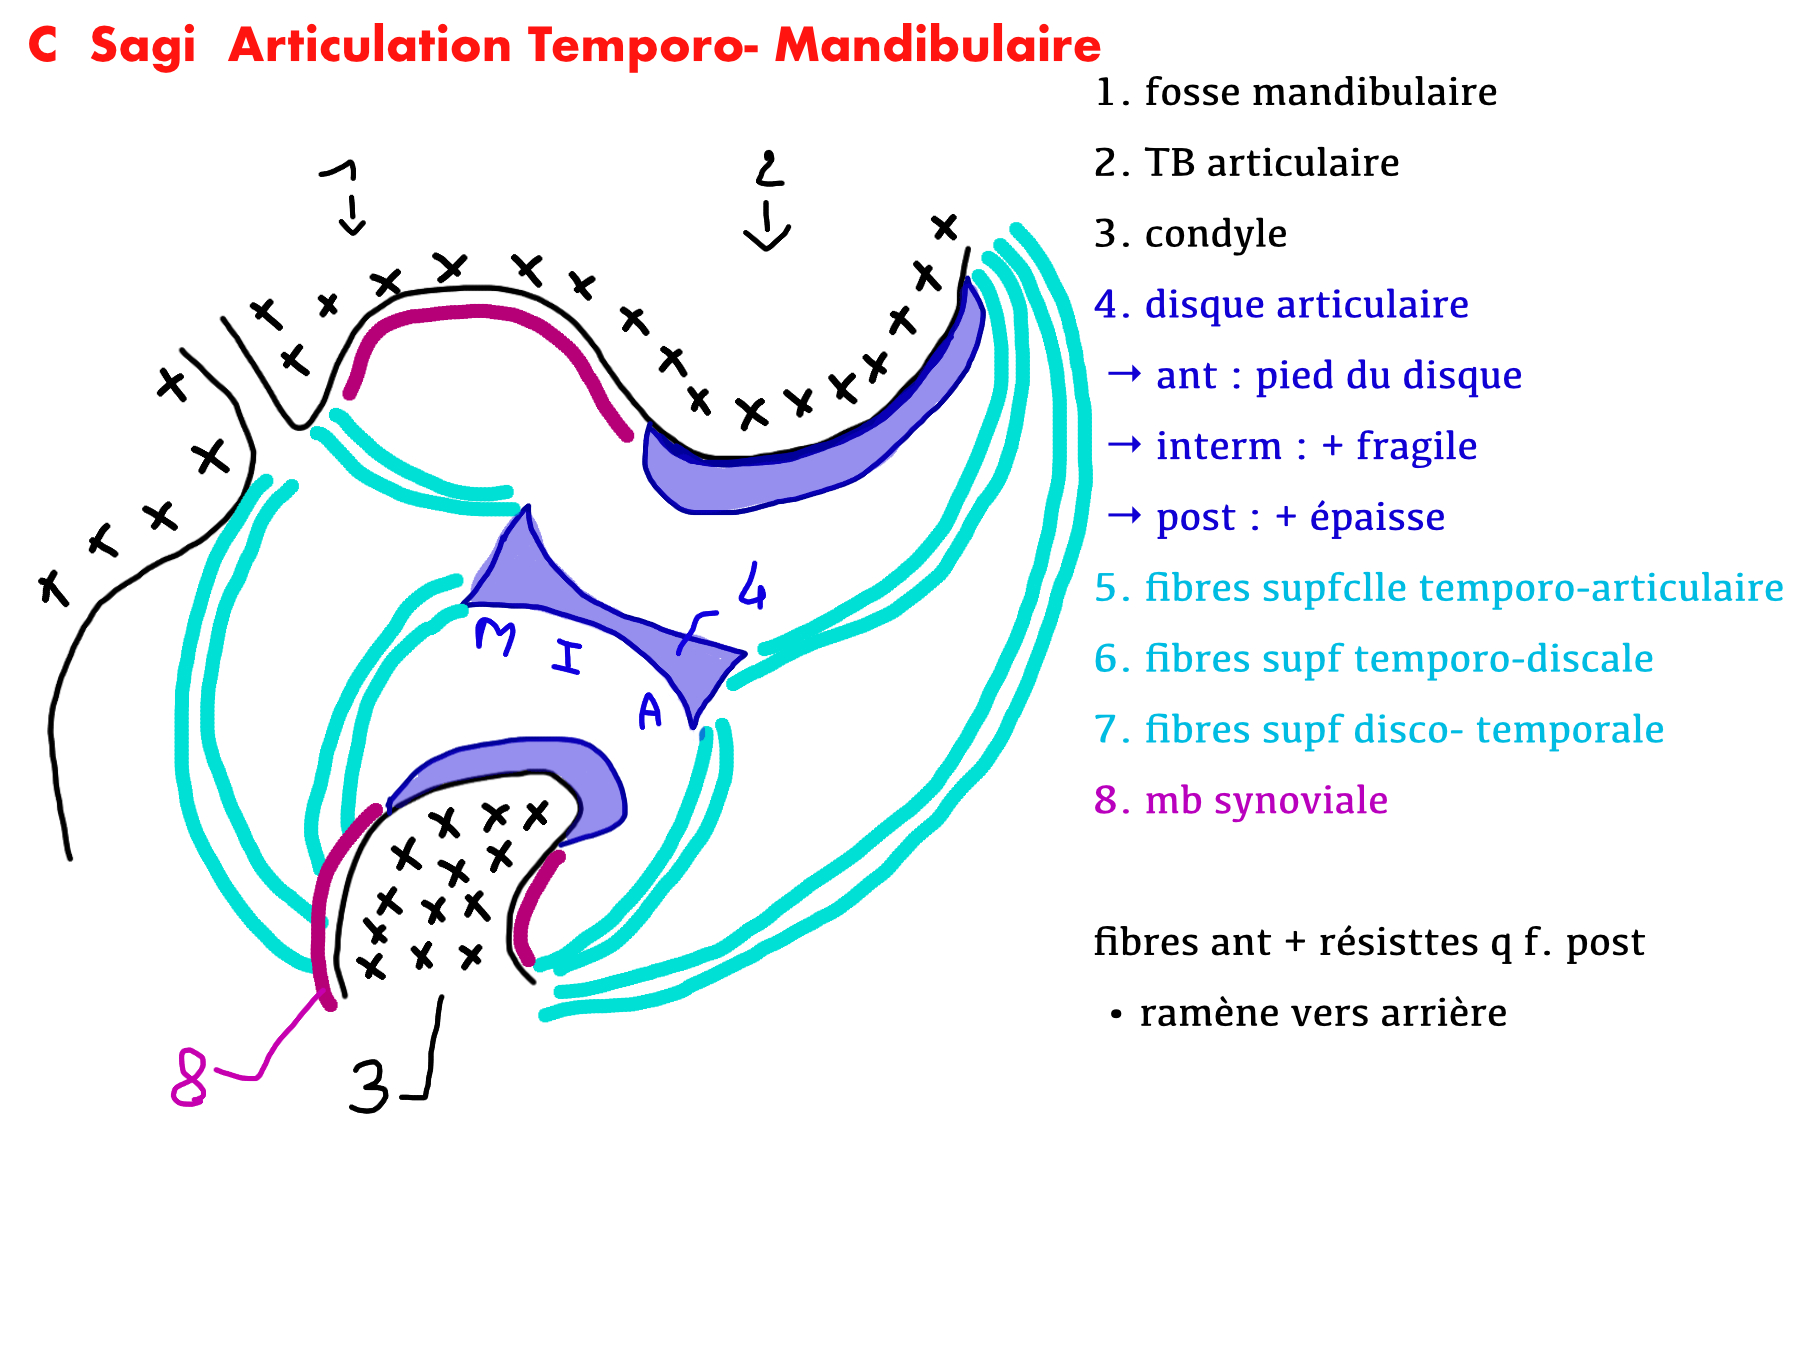 C Sagi Articulation Temporo- Mandibulaire
1. fosse mandibulaire
2. TB articulaire
3. condyle
4. disque articulaire
→ ant : pied du disque
→ interm : + fragile
→ post : + épaisse
5. fibres supfclle temporo-articulaire
6. fibres supf temporo-discale
7. fibres supf disco- temporale
8. mb synoviale
fibres ant + résisttes q f. post
• ramène vers arrière
1
2
4
M
I
A
8
3